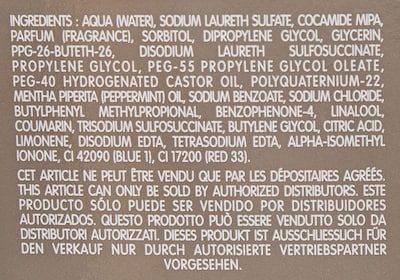 INGREDIENTS : AQUA (WATER), SODIUM LAURETH SULFATE, COCAMIDE MIPA,
PARFUM (FRAGRANCE), SORBITOL, DIPROPYLENE GLYCOL, GLYCERIN,
PPG-26-BUTETH-26, DISODIUM LAURETH SULFOSUCCINATE,
PROPYLENE GLYCOL, PEG-55 PROPYLENE GLYCOL OLEATE,
PEG-40 HYDROGENATED CASTOR OIL, POLYQUATERNIUM-22,
MENTHA PIPERITA (PEPPERMINT) OIL, SODIUM BENZOATE, SODIUM CHLORIDE,
BUTYLPHENYL METHYLPROPIONAL, BENZOPHENONE-4, LINALOOL,
COUMARIN, TRISODIUM SULFOSUCCINATE, BUTYLENE GLYCOL, CITRIC ACID,
LIMONENE, DISODIUM EDTA, TETRASODIUM EDTA, ALPHA-ISOMETHYL
IONONE, CI 42090 (BLUE 1), CI 17200 (RED 33).
CET ARTICLE NE PEUT ÊTRE VENDU QUE PAR LES DÉPOSITAIRES AGRÉÉS.
THIS ARTICLE CAN ONLY BE SOLD BY AUTHORIZED DISTRIBUTORS. ESTE
PRODUCTO SÓLO PUEDE SER VENDIDO POR DISTRIBUIDORES
AUTORIZADOS. QUESTO PRODOTTO PUÒ ESSERE VENDUTTO SOLO DA
DISTRIBUTORI AUTORIZZATI. DIESES PRODUKT IST AUSSCHLIESSLICH FÜR
DEN VERKAUF NUR DURCH AUTORISIERTE VERTRIEBSPARTNER
VORGESEHEN.